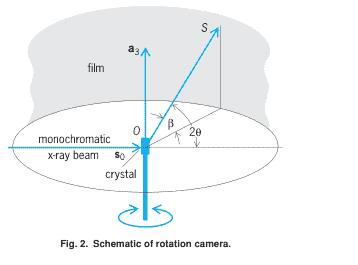 S
a3
film
O
β
2θ
monochromatic
x-ray beam s0
crystal
Fig. 2. Schematic of rotation camera.